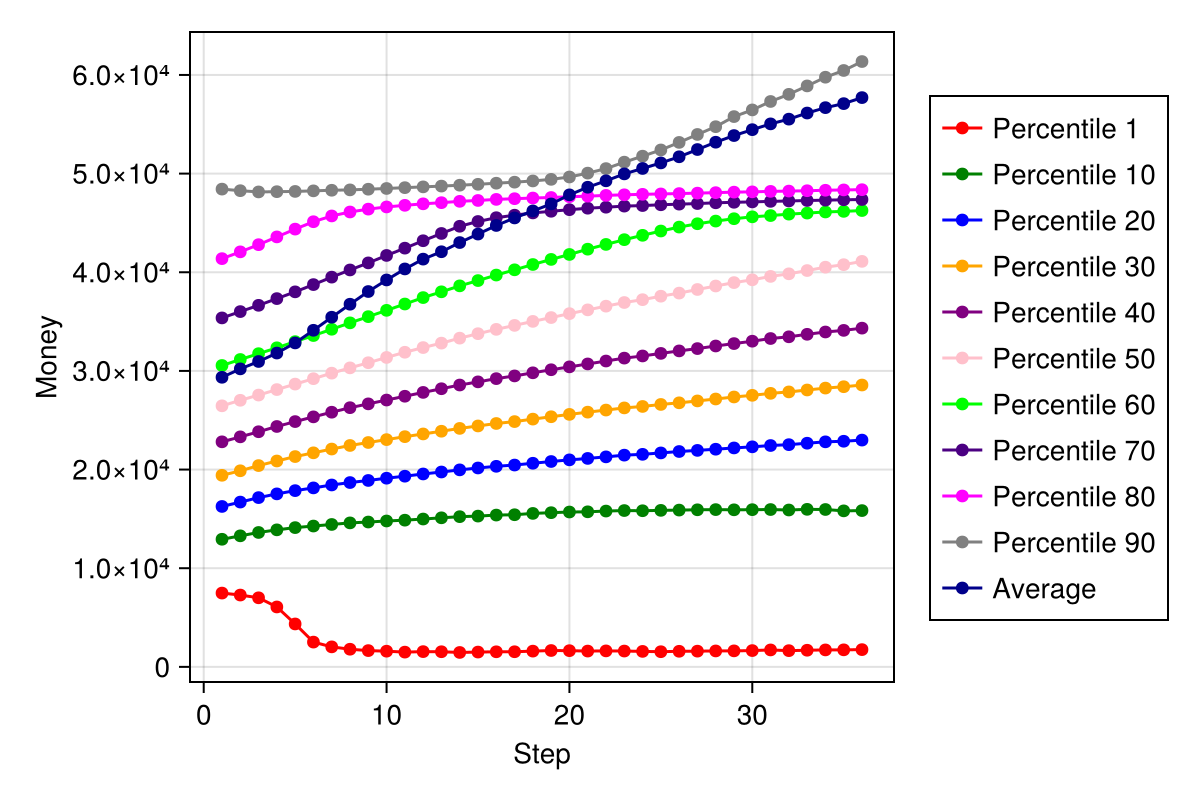 6.0×10⁴
5.0×10⁴
4.0×10⁴
3.0×10⁴
2.0×10⁴
1.0×10⁴
0
Money
0 10 20 30
Step
Percentile 1
Percentile 10
Percentile 20
Percentile 30
Percentile 40
Percentile 50
Percentile 60
Percentile 70
Percentile 80
Percentile 90
Average